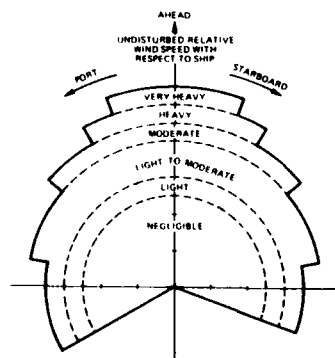 AHEAD
UNDISTURBED RELATIVE
WIND SPEED WITH
RESPECT TO SHIP
PORT
STARBOARD
VERY HEAVY
HEAVY
MODERATE
LIGHT TO MODERATE
LIGHT
NEGLIGIBLE